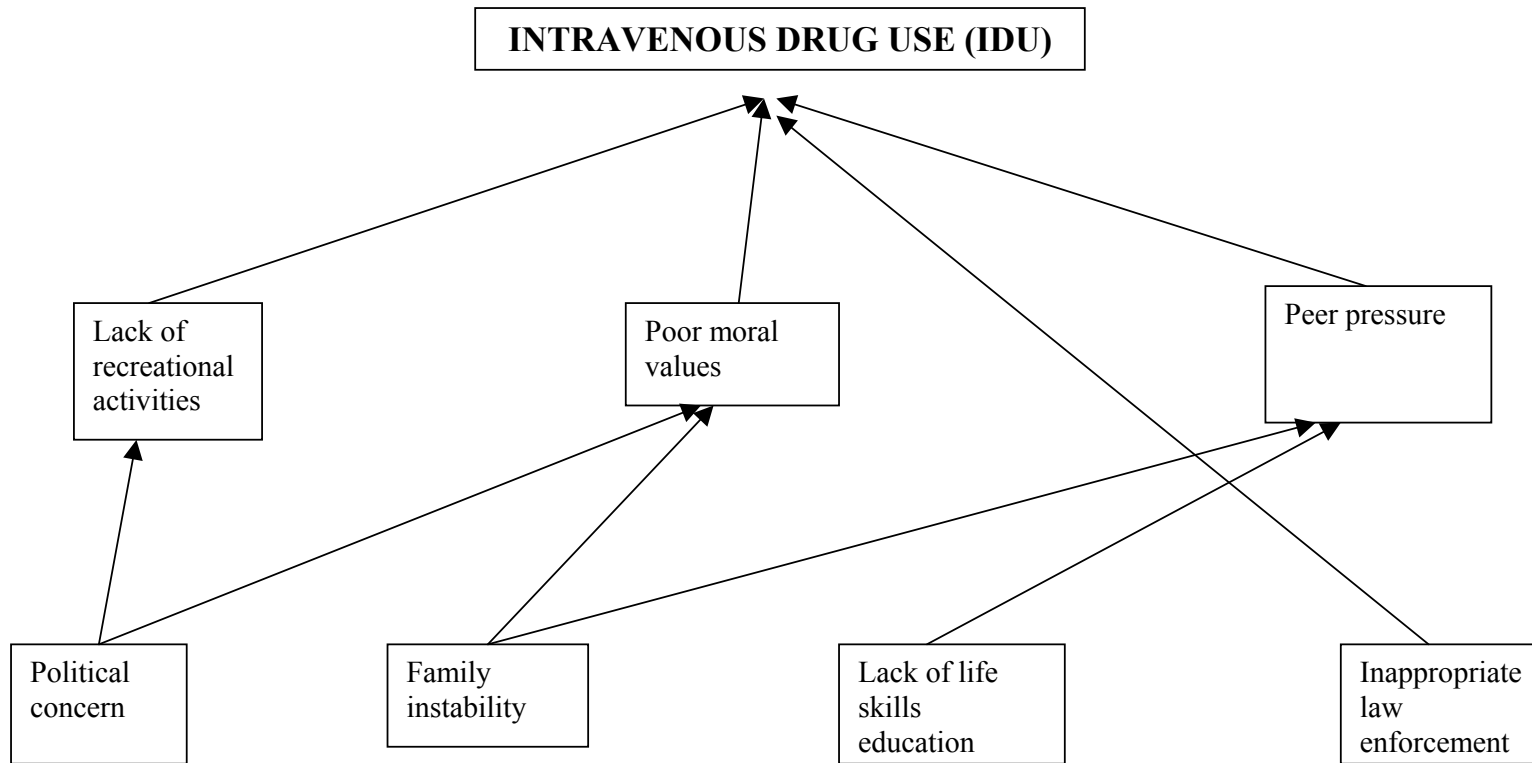 INTRAVENOUS DRUG USE (IDU)
Lack of
recreational
activities
Poor moral
values
Peer pressure
Political
concern
Family
instability
Lack of life
skills
education
Inappropriate
law
enforcement